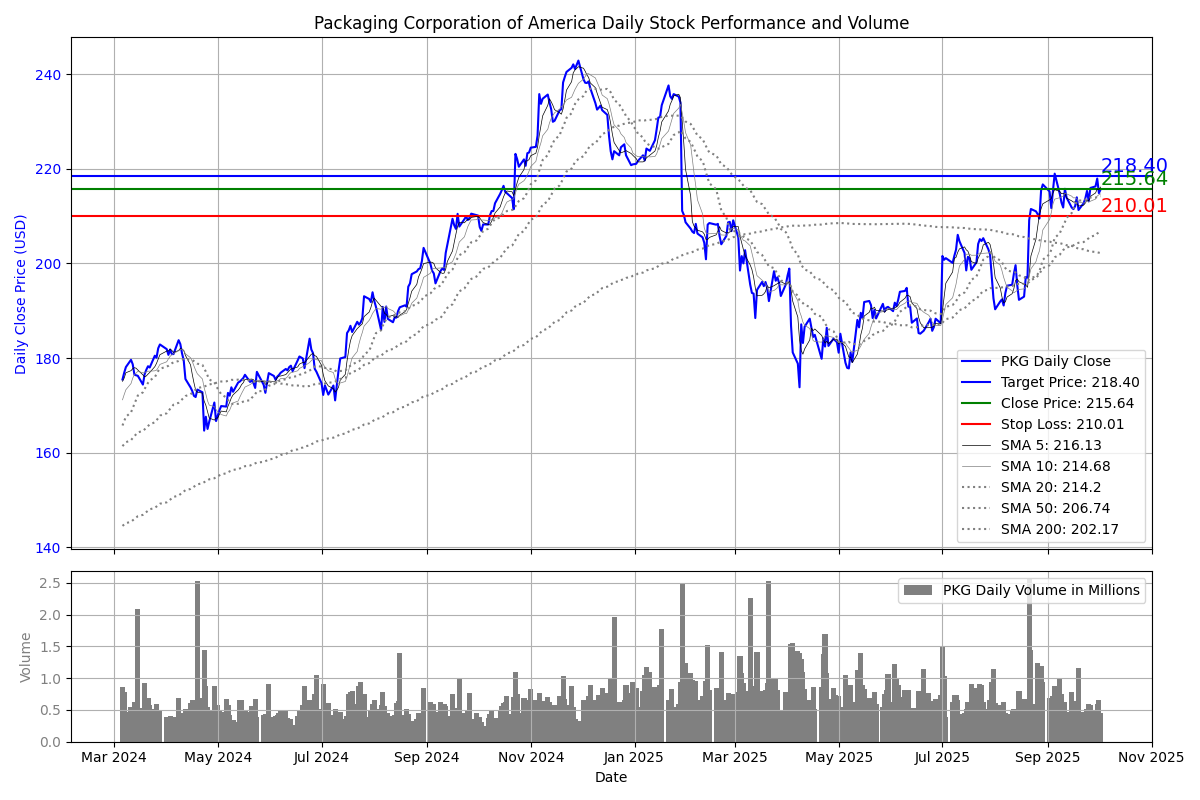 Packaging Corporation of America Daily Stock Performance and Volume
240
220
200
180
160
140
Daily Close Price (USD)
218.40
215.64
210.01
PKG Daily Close
Target Price: 218.40
Close Price: 215.64
Stop Loss: 210.01
SMA 5: 216.13
SMA 10: 214.68
SMA 20: 214.2
SMA 50: 206.74
SMA 200: 202.17
2.5
2.0
1.5
1.0
0.5
0.0
Volume
PKG Daily Volume in Millions
Mar 2024 May 2024 Jul 2024 Sep 2024 Nov 2024 Jan 2025 Mar 2025 May 2025 Jul 2025 Sep 2025 Nov 2025
Date